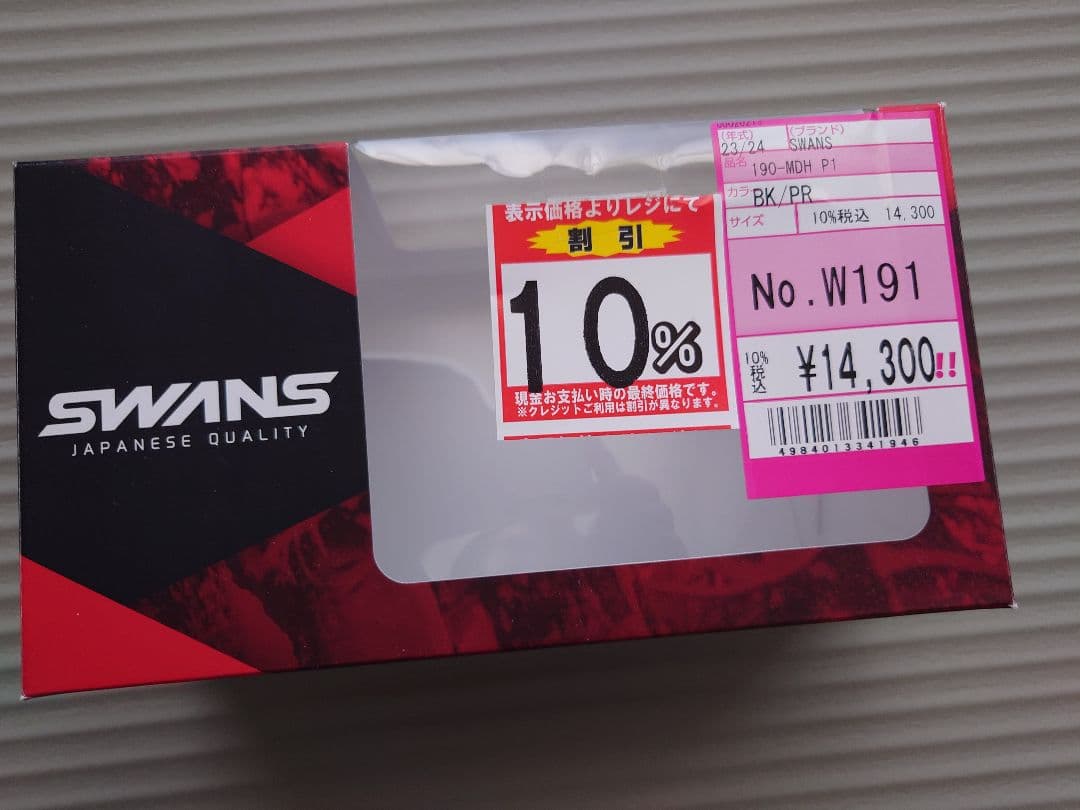 SWANS
JAPANESE QUALITY
表示価格よりレジにて
割引
10%
現金お支払い時の最終価格です。
※クレジットご利用は割引が異なります。
(年式) (ブランド)
23/24 SWANS
品名 190-MDH P1
カラ BK/PR
サイズ 10%税込 14,300
No.W191
10%税込 ¥14,300!!
4984013341946